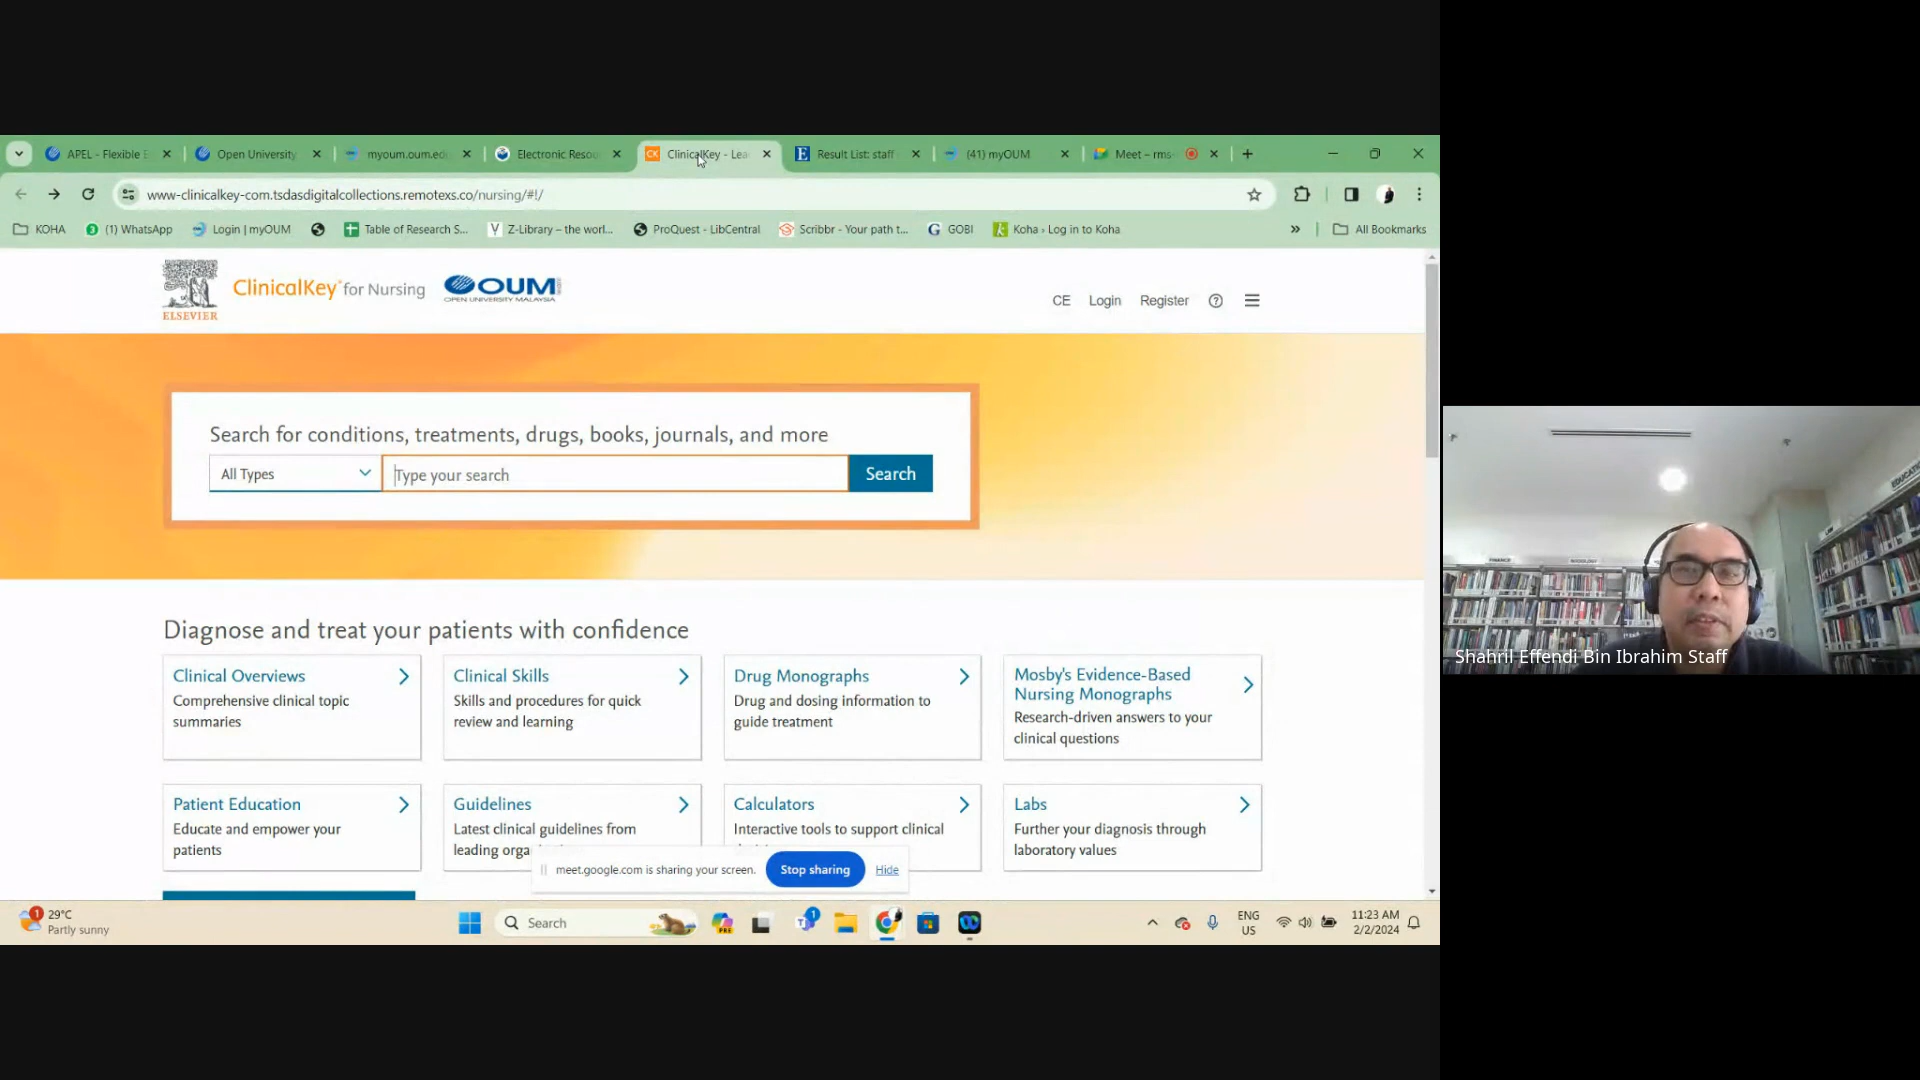 APEL - Flexible E
Open University
myoum.oum.ed
Electronic Reso
CK
ClinicalKey - Lea
E
Result List: staff
(41) myOUM
Meet – rms-
www-clinicalkey-com.tsdasdigitalcollections.remotexs.co/nursing/#!/
KOHA
(1) WhatsApp
Login | myOUM
Table of Research S...
Z-Library – the worl...
ProQuest - LibCentral
Scribbr - Your path t...
GOBI
Koha › Log in to Koha
»
All Bookmarks
ELSEVIER
ClinicalKey® for Nursing
OUM
OPEN UNIVERSITY MALAYSIA
CE
Login
Register
Search for conditions, treatments, drugs, books, journals, and more
All Types
Type your search
Search
Diagnose and treat your patients with confidence
Clinical Overviews
Comprehensive clinical topic
summaries
Clinical Skills
Skills and procedures for quick
review and learning
Drug Monographs
Drug and dosing information to
guide treatment
Mosby's Evidence-Based
Nursing Monographs
Research-driven answers to your
clinical questions
Patient Education
Educate and empower your
patients
Guidelines
Latest clinical guidelines from
leading orga
Calculators
Interactive tools to support clinical
Labs
Further your diagnosis through
laboratory values
meet.google.com is sharing your screen.
Stop sharing
Hide
1
29°C
Partly sunny
Search
PRE
1
ENG
US
11:23 AM
2/2/2024
Shahril Effendi Bin Ibrahim Staff